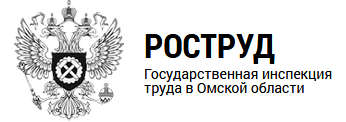 РОСТРУД
Государственная инспекция
труда в Омской области